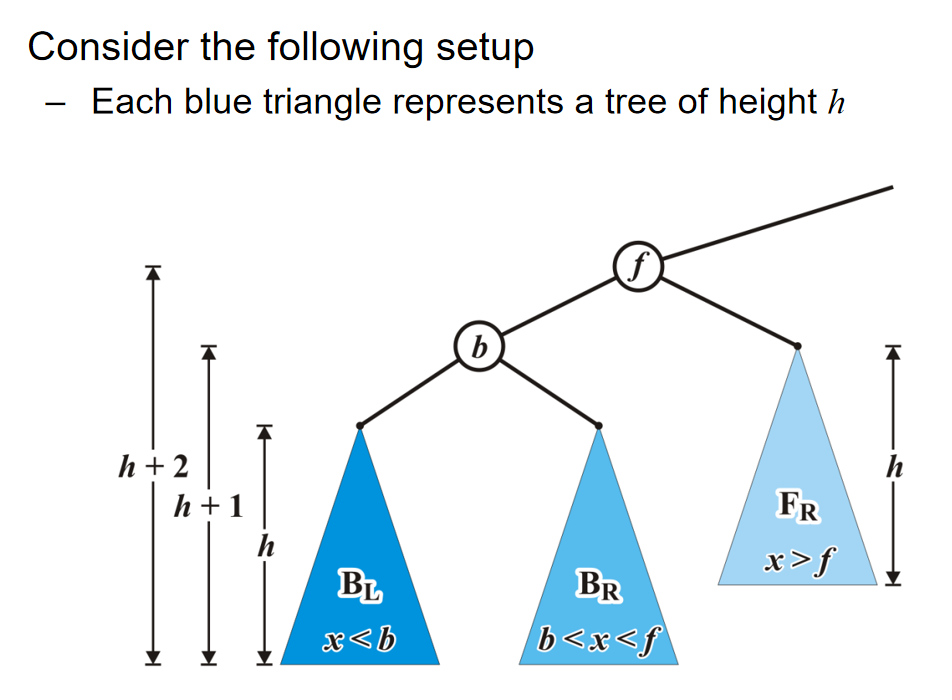 Consider the following setup
– Each blue triangle represents a tree of height h
f
b
h + 2
h + 1
h
h
B_L
x < b
B_R
b < x < f
F_R
x > f